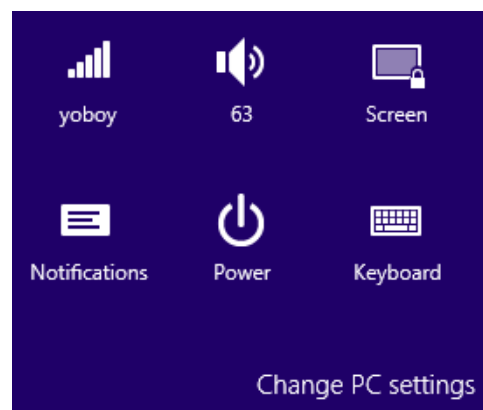 yoboy
63
Screen
Notifications
Power
Keyboard
Change PC settings